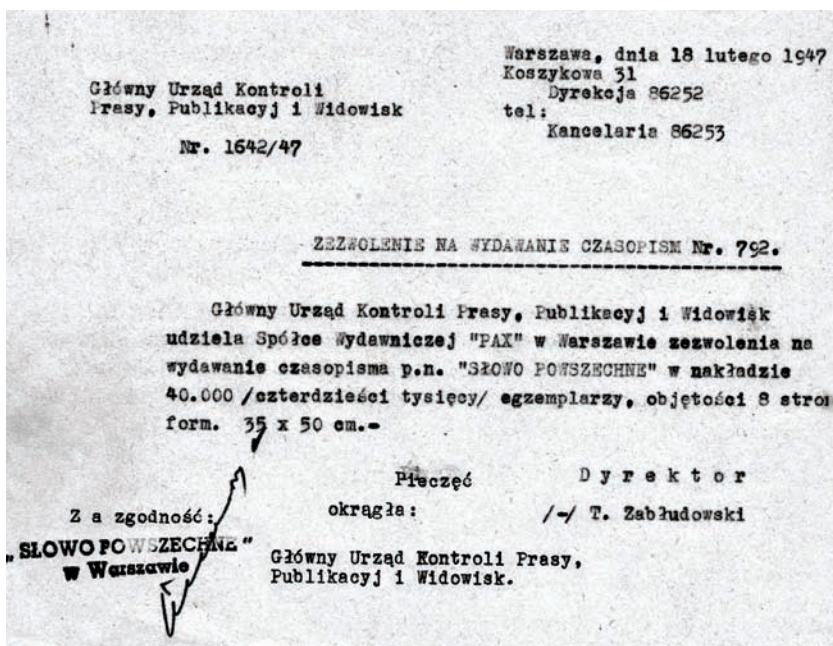 Warszawa, dnia 18 lutego 1947
Koszykowa 31
Dyrekcja 86252
tel:
Kancelaria 86253
Główny Urząd Kontroli
Prasy, Publikacyj i Widowisk
Nr. 1642/47
ZEZWOLENIE NA WYDAWANIE CZASOPISM Nr. 792.
Główny Urząd Kontroli Prasy, Publikacyj i Widowisk
udziela Spółce Wydawniczej "PAX" w Warszawie zezwolenia na
wydawanie czasopisma p.n. "SŁOWO POWSZECHNE" w nakładzie
40.000 /czterdzieści tysięcy/ egzemplarzy, objętości 8 stron
form. 35 x 50 cm.-
Pieczęć
okrągła:
D y r e k t o r
/-/ T. Zabłudowski
Z a zgodność:
„SŁOWO POWSZECHNE"
w Warszawie
Główny Urząd Kontroli Prasy,
Publikacyj i Widowisk.